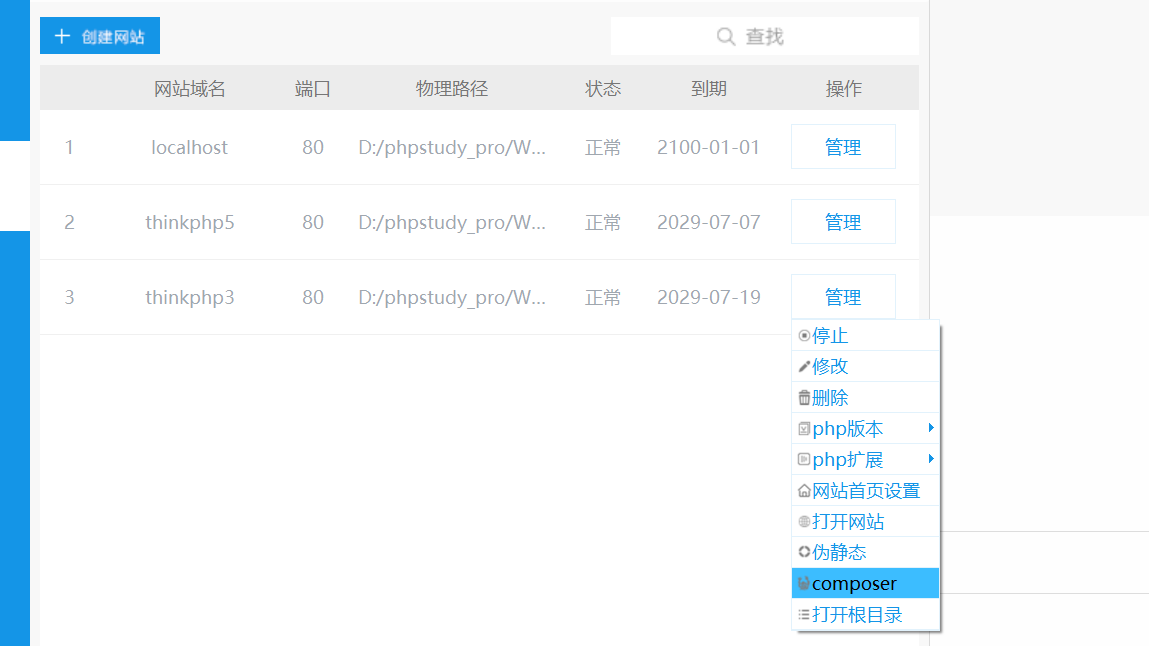 创建网站
查找
网站域名 端口 物理路径 状态 到期 操作
1 localhost 80 D:/phpstudy_pro/W... 正常 2100-01-01 管理
2 thinkphp5 80 D:/phpstudy_pro/W... 正常 2029-07-07 管理
3 thinkphp3 80 D:/phpstudy_pro/W... 正常 2029-07-19 管理
停止
修改
删除
php版本
php扩展
网站首页设置
打开网站
伪静态
composer
打开根目录